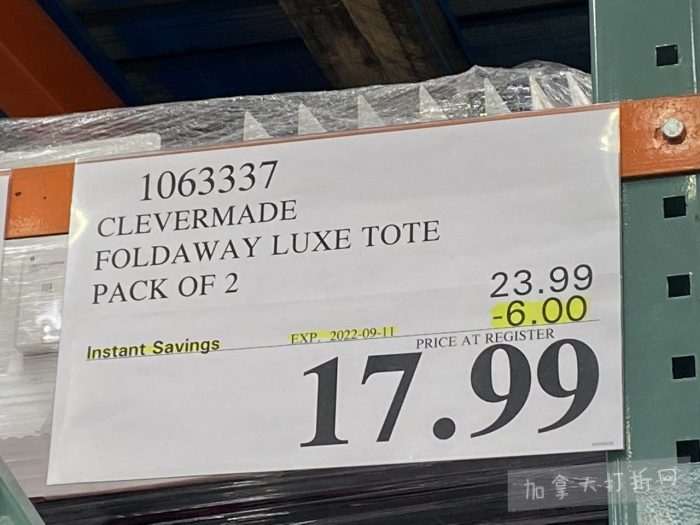 1063337
CLEVERMADE
FOLDAWAY LUXE TOTE
PACK OF 2
23.99
-6.00
Instant Savings EXP. 2022-09-11 PRICE AT REGISTER
17.99
加拿大打折网